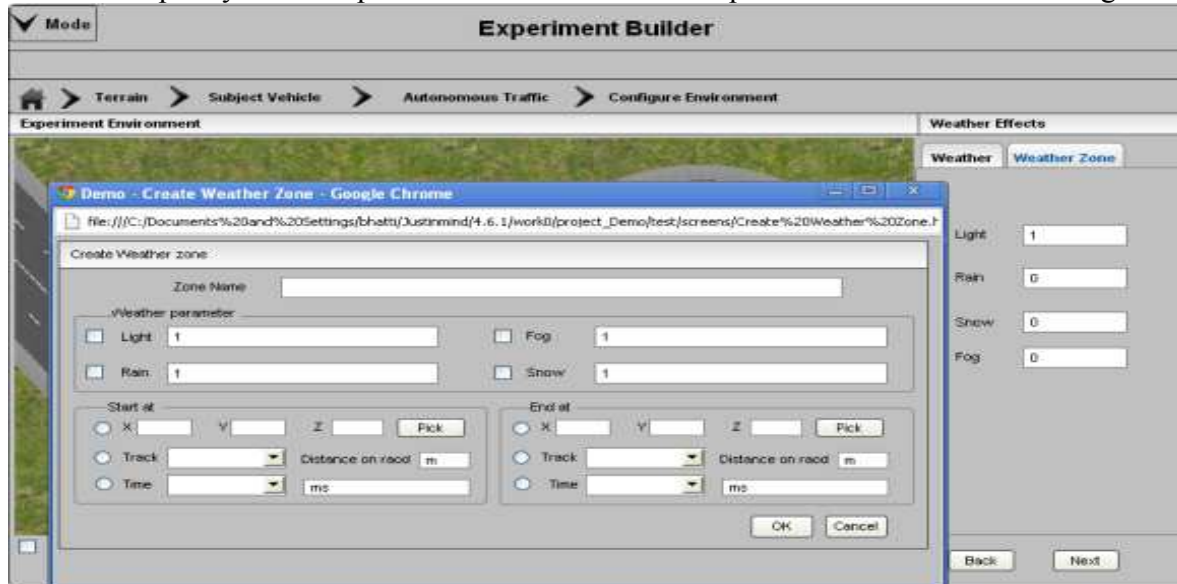 Mode
Experiment Builder
Terrain Subject Vehicle Autonomous Traffic Configure Environment
Experiment Environment
Weather Effects
Weather Weather Zone
Demo - Create Weather Zone - Google Chrome
file:///C:/Documents%20and%20Settings/bhatti/Justinmind/4.6.1/work0/project_Demo/test/screens/Create%20Weather%20Zone.h
Create Weather zone
Zone Name
Weather parameter
Light 1 Fog 1
Rain 1 Snow 1
Start at End at
X Y Z Pick X Y Z Pick
Track Distance on raod m Track Distance on raod m
Time ms Time ms
OK Cancel
Light 1
Rain 0
Snow 0
Fog 0
Back Next